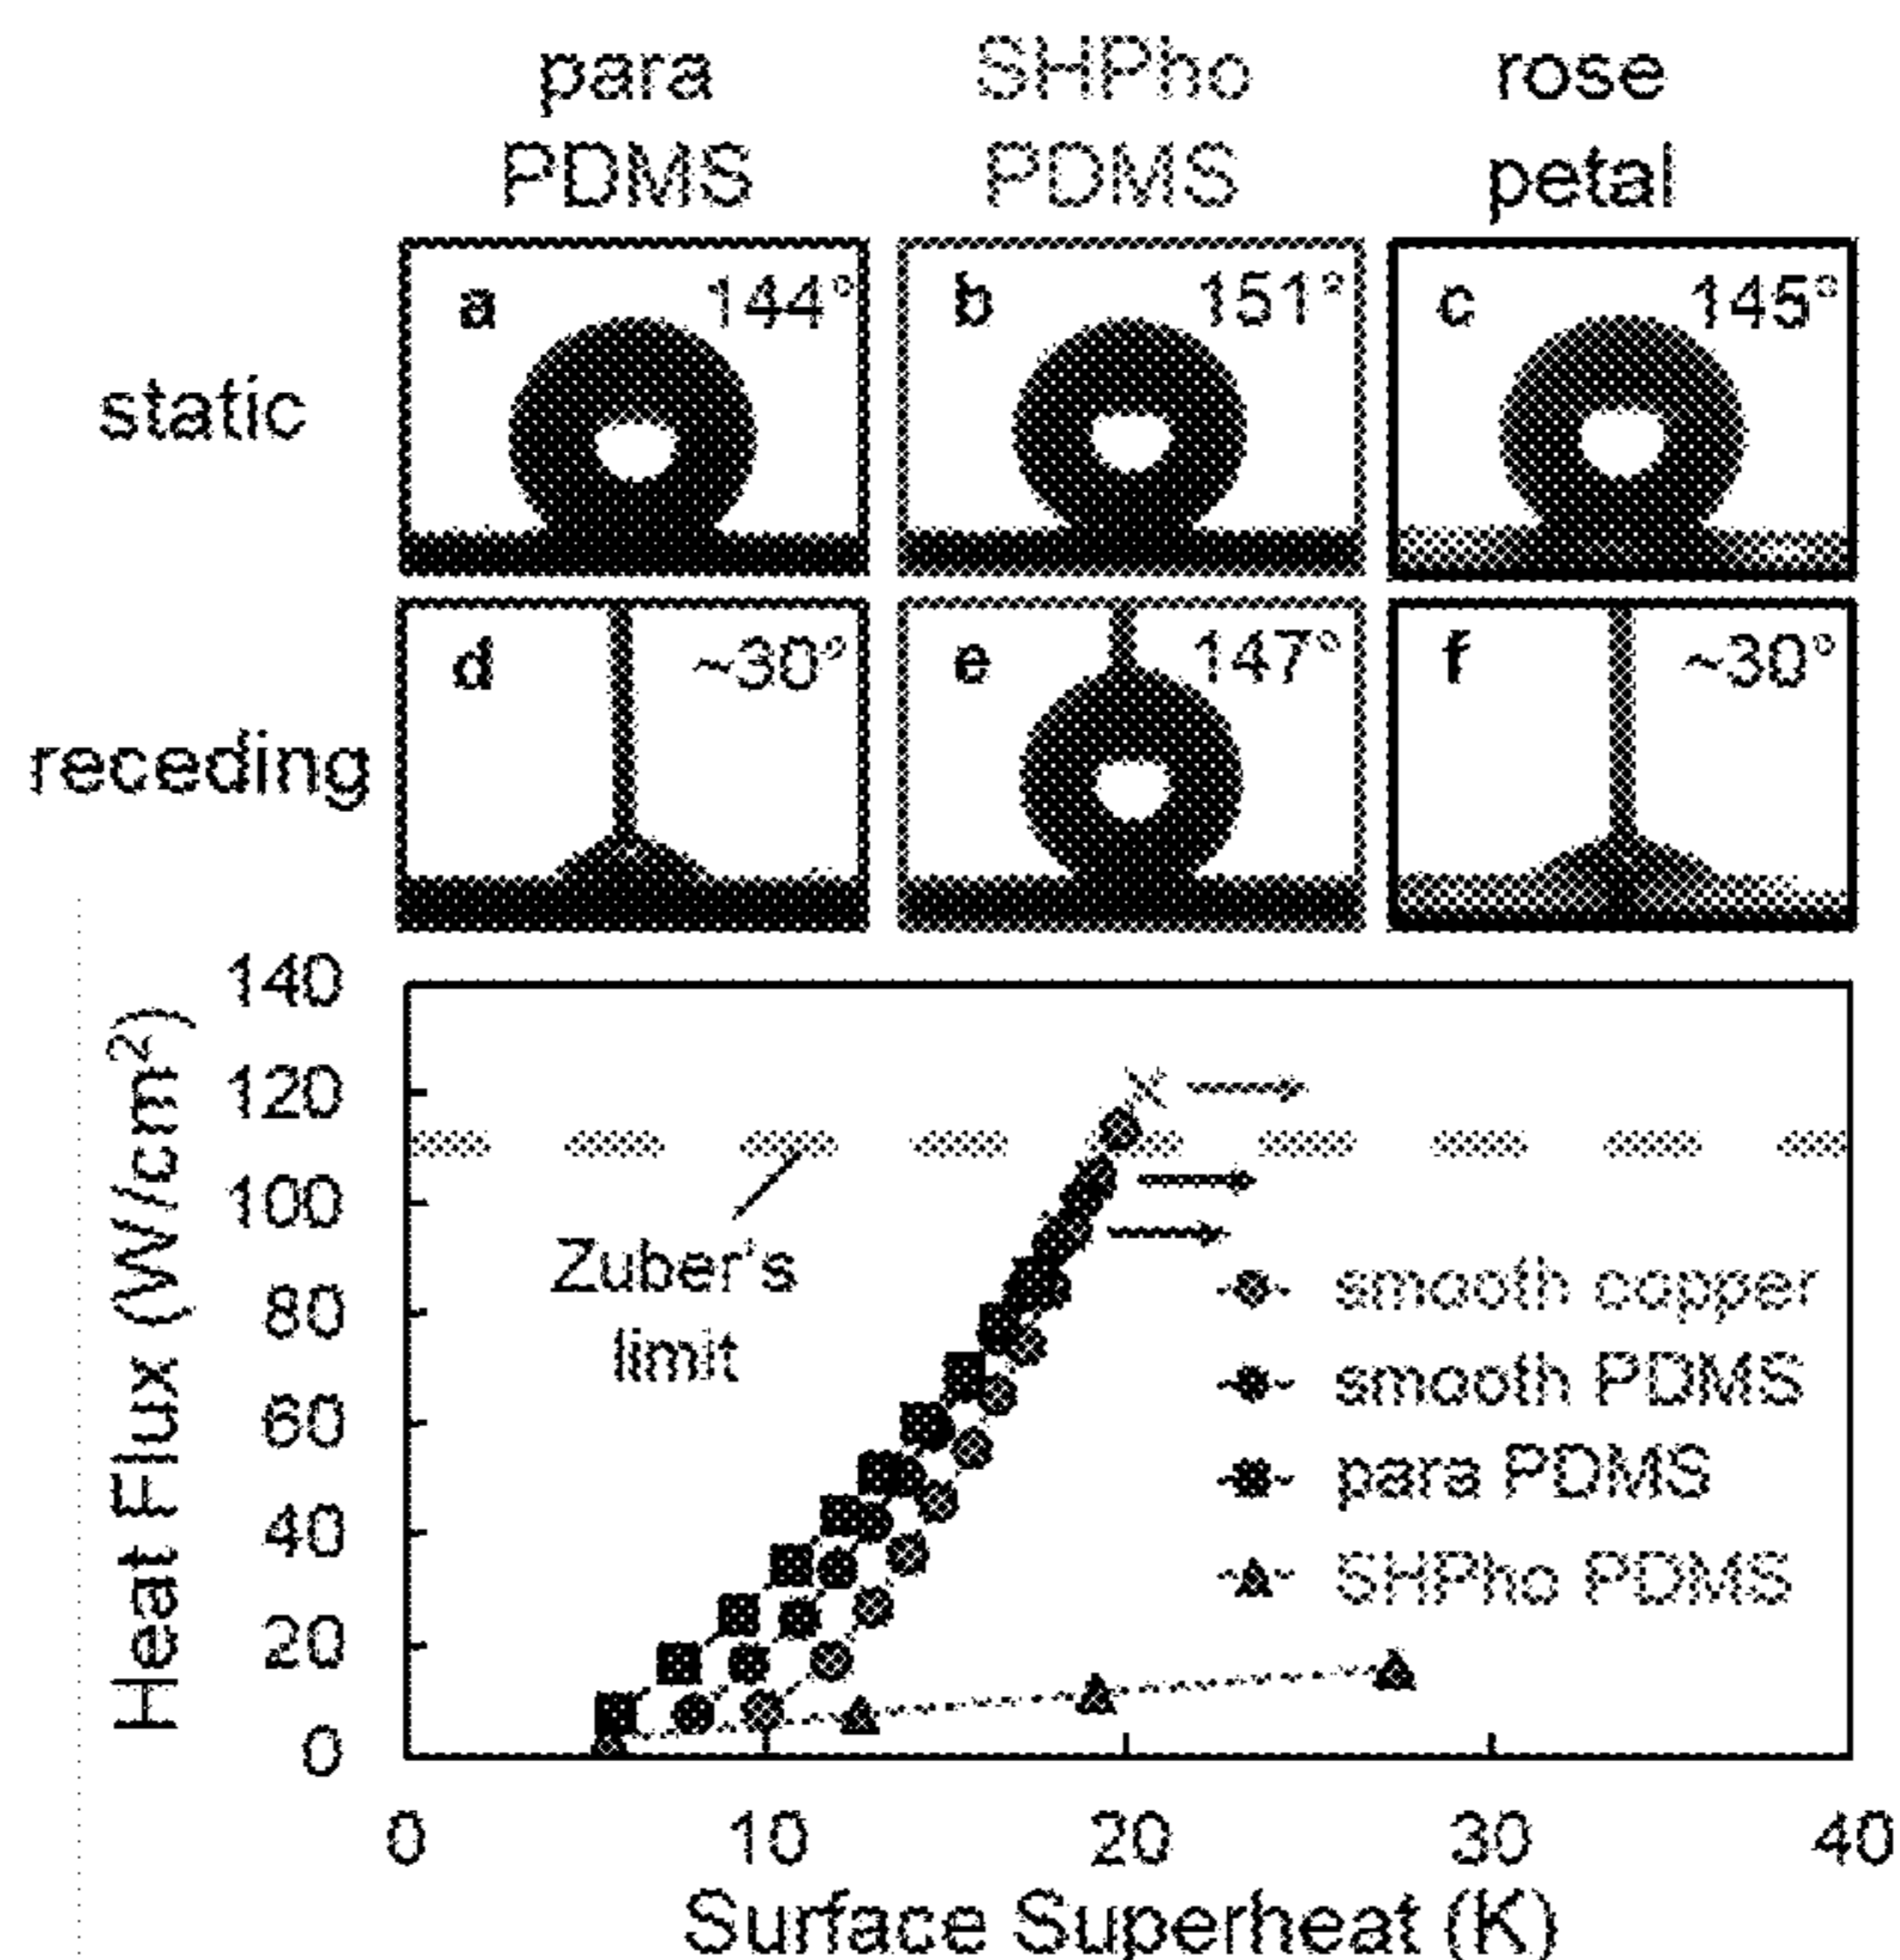 para PDMS
SHPho PDMS
rose petal
static
a 144°
b 151°
c 145°
receding
d ~30°
e 147°
f ~30°
Heat Flux (W/cm²)
140
120
100
80
60
40
20
0
Zuber's
limit
smooth copper
smooth PDMS
para PDMS
SHPho PDMS
0 10 20 30 40
Surface Superheat (K)